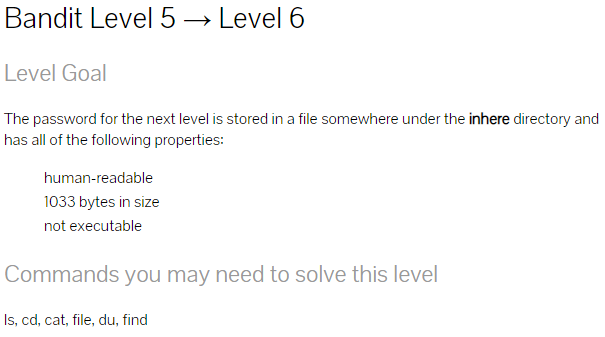 Bandit Level 5 → Level 6
Level Goal
The password for the next level is stored in a file somewhere under the inhere directory and
has all of the following properties:
human-readable
1033 bytes in size
not executable
Commands you may need to solve this level
ls, cd, cat, file, du, find